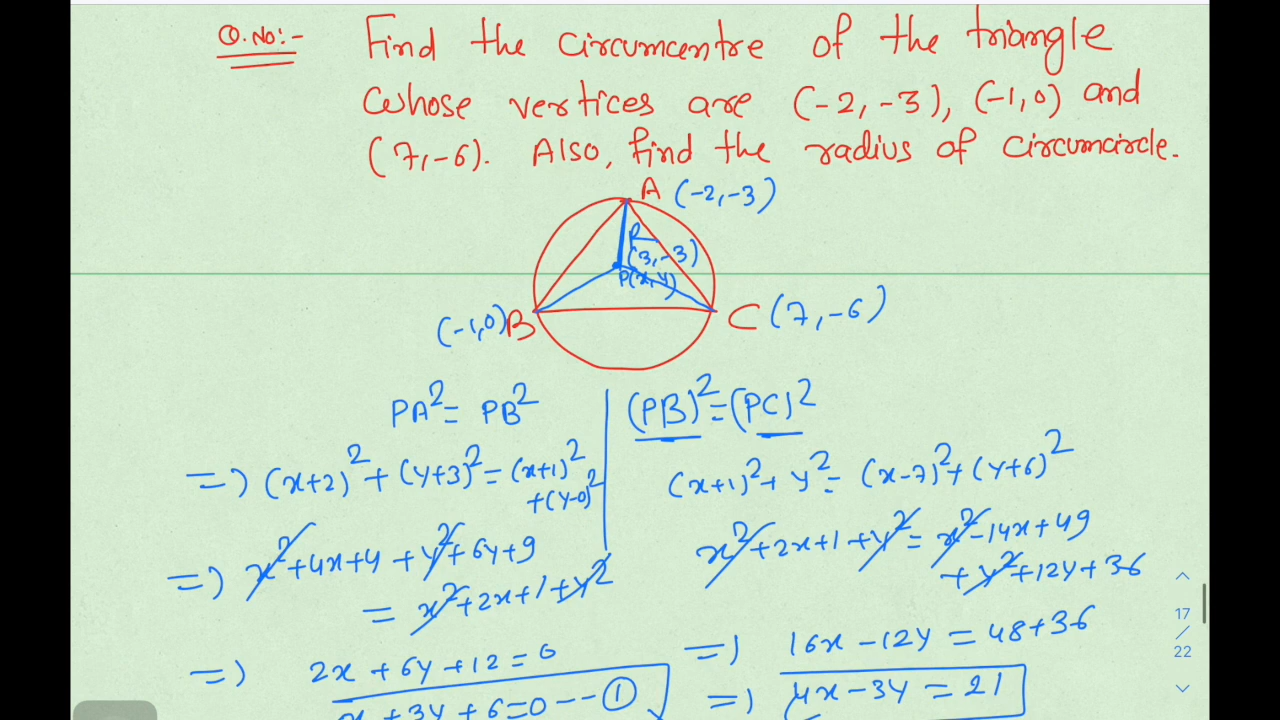 Q.No:- Find the circumcentre of the triangle
whose vertices are (-2,-3), (-1,0) and
(7,-6). Also, find the radius of circumcircle.
A (-2,-3)
R
(3,-3)
P(x,y)
(-1,0) B
C (7,-6)
PA² = PB²
=) (x+2)² + (y+3)² = (x+1)²
+(y-0)²
=) x²+4x+4 + y²+6y+9
= x²+2x+1+y²
=) 2x + 6y +12 = 0
x + 3y + 6=0 -- ①
(PB)² = (PC)²
(x+1)² + y² = (x-7)² + (y+6)²
x²+2x+1+y² = x²-14x+49
+ y²+12y+36
=) 16x -12y = 48+36
=) 4x-3y = 21
17
/
22